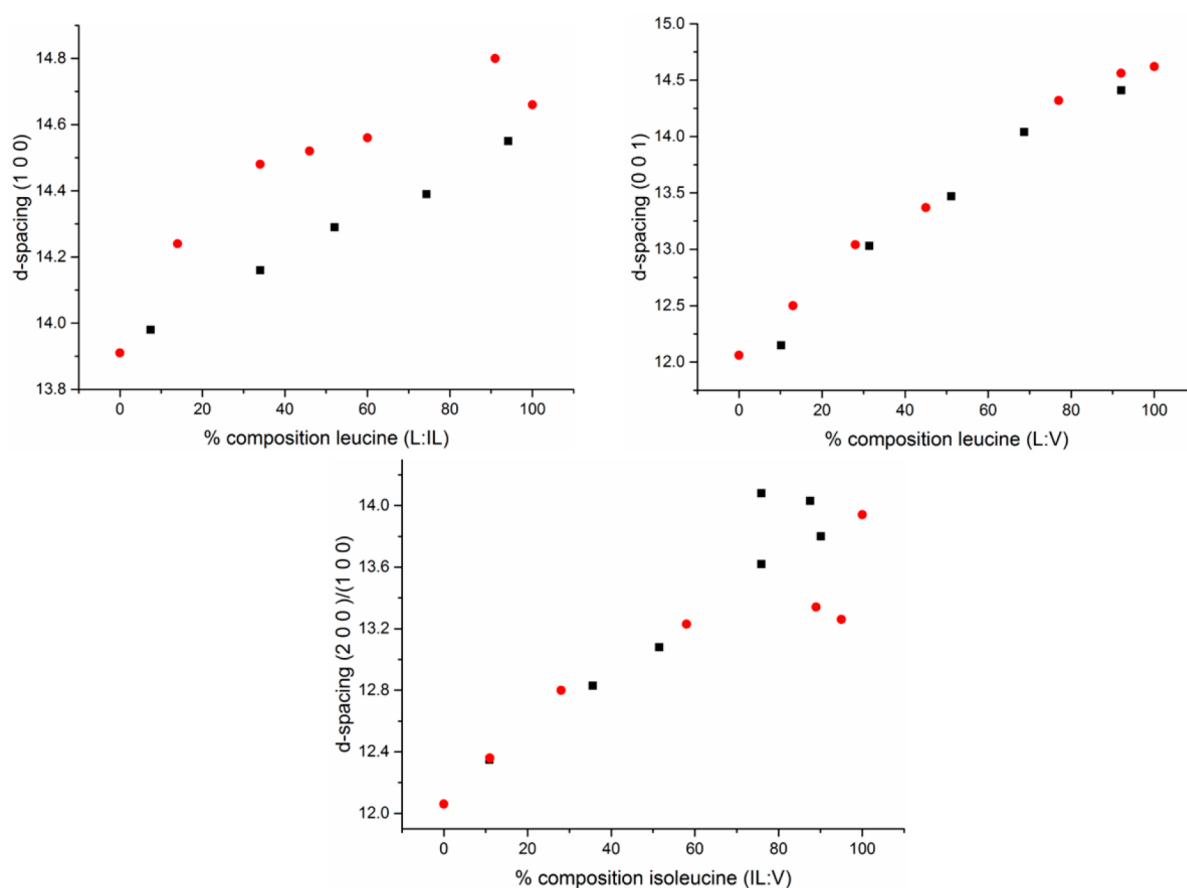 14.8
14.6
14.4
14.2
14.0
13.8
d-spacing (1 0 0)
0 20 40 60 80 100
% composition leucine (L:IL)
15.0
14.5
14.0
13.5
13.0
12.5
12.0
d-spacing (0 0 1)
0 20 40 60 80 100
% composition leucine (L:V)
14.0
13.6
13.2
12.8
12.4
12.0
d-spacing (2 0 0 )/(1 0 0)
0 20 40 60 80 100
% composition isoleucine (IL:V)